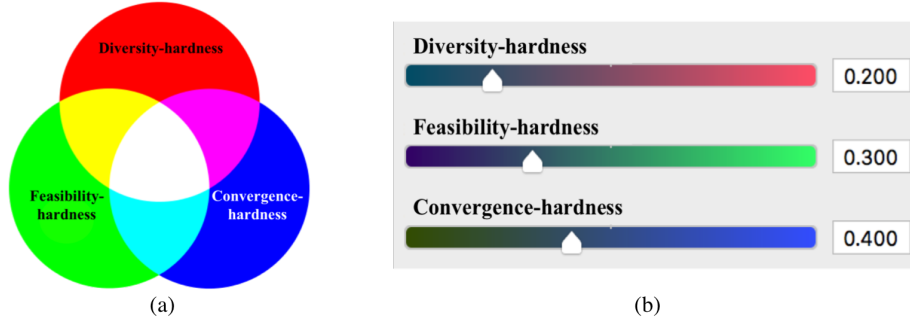 Diversity-hardness
Feasibility-
hardness
Convergence-
hardness
(a)
Diversity-hardness
0.200
Feasibility-hardness
0.300
Convergence-hardness
0.400
(b)